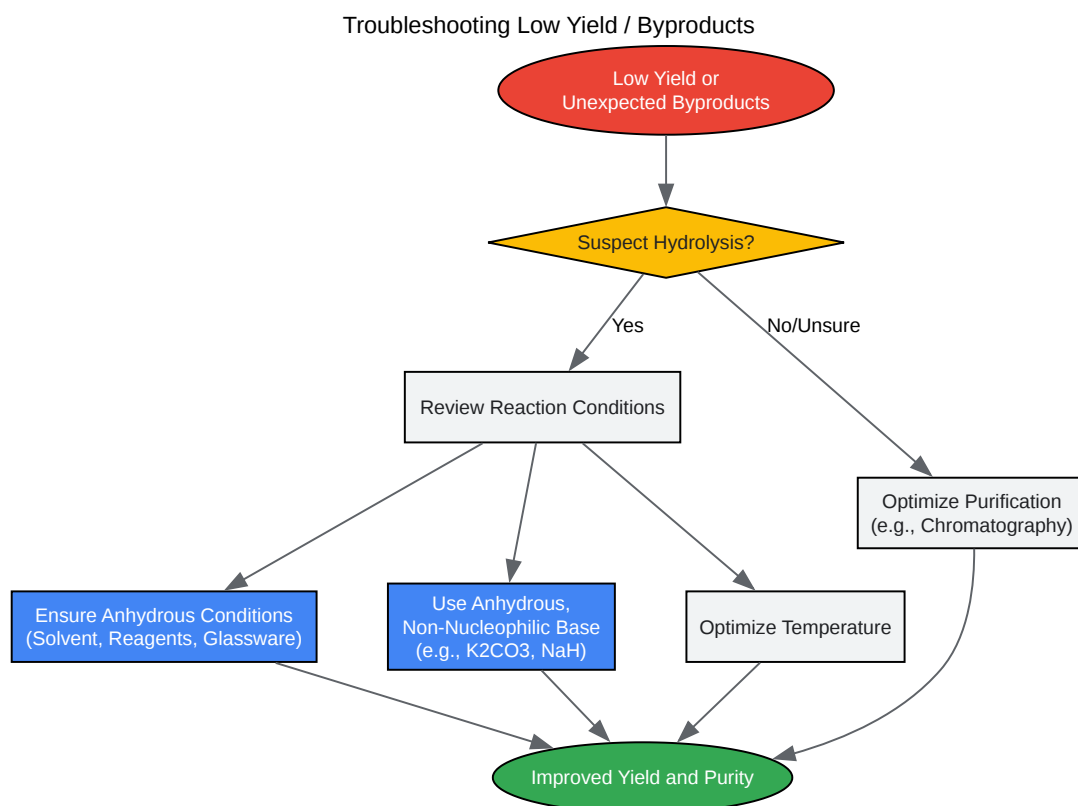 Troubleshooting Low Yield / Byproducts
Low Yield or
Unexpected Byproducts
Suspect Hydrolysis?
Yes
No/Unsure
Review Reaction Conditions
Optimize Purification
(e.g., Chromatography)
Ensure Anhydrous Conditions
(Solvent, Reagents, Glassware)
Use Anhydrous,
Non-Nucleophilic Base
(e.g., K2CO3, NaH)
Optimize Temperature
Improved Yield and Purity